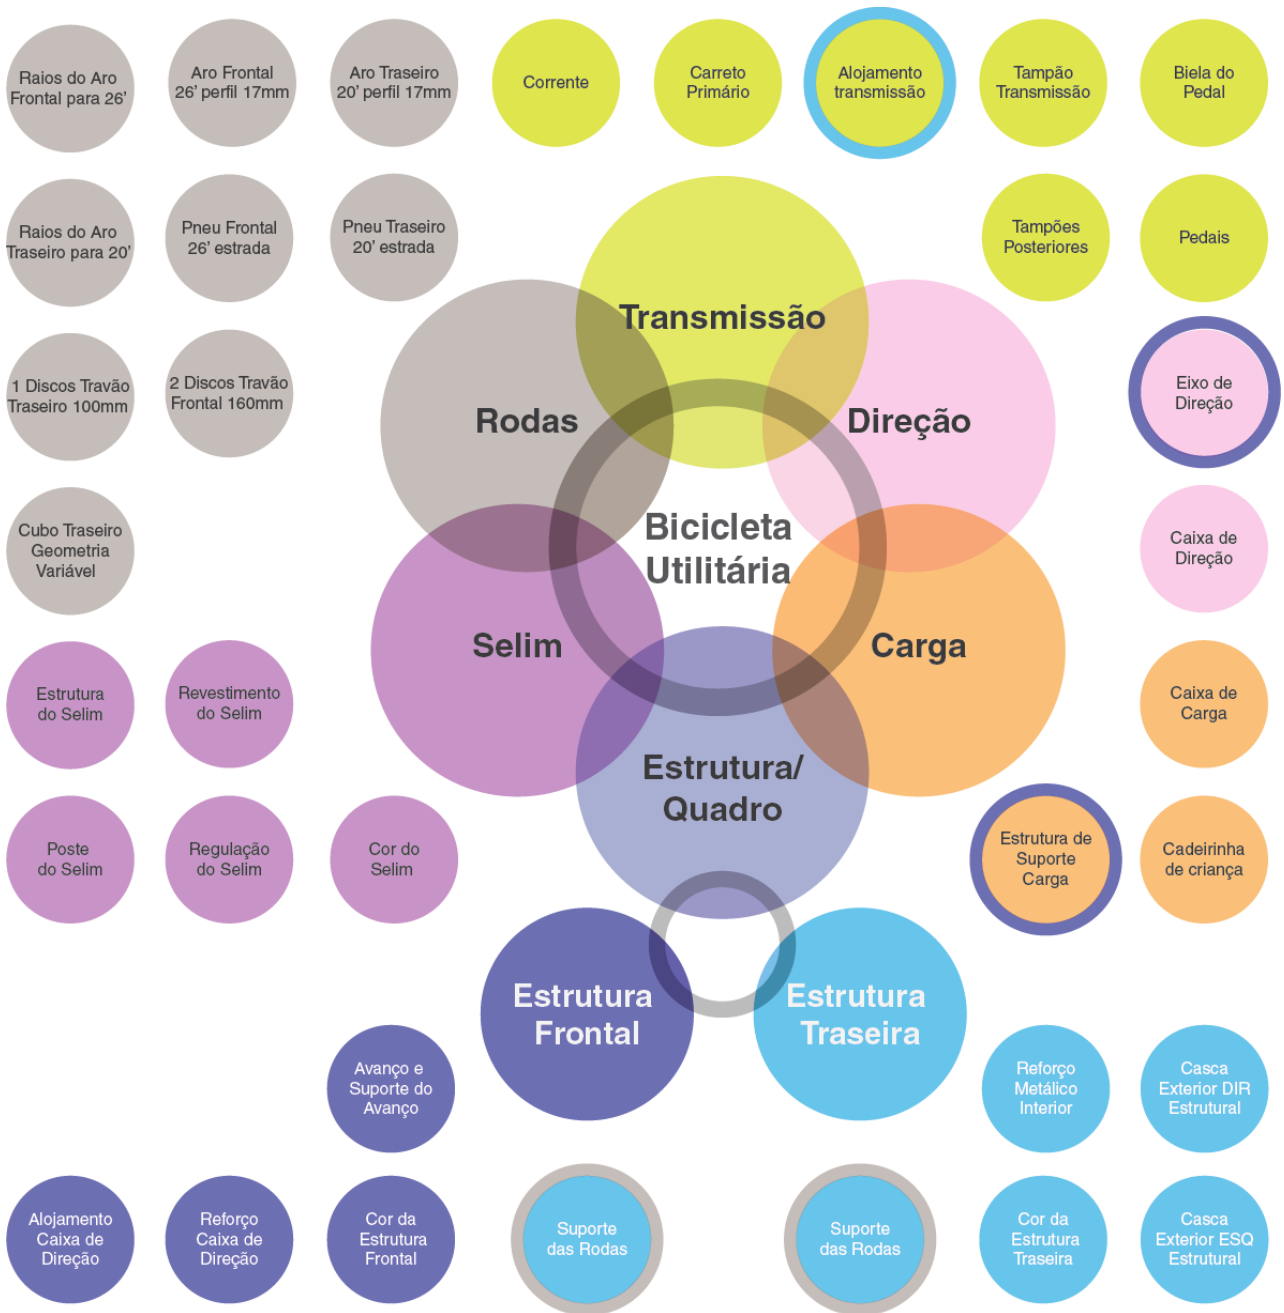 Raios do Aro
Frontal para 26'
Aro Frontal
26' perfil 17mm
Aro Traseiro
20' perfil 17mm
Corrente
Carreto
Primário
Alojamento
transmissão
Tampão
Transmissão
Biela do
Pedal
Raios do Aro
Traseiro para 20'
Pneu Frontal
26' estrada
Pneu Traseiro
20' estrada
Tampões
Posteriores
Pedais
Transmissão
1 Discos Travão
Traseiro 100mm
2 Discos Travão
Frontal 160mm
Rodas
Direção
Eixo de
Direção
Cubo Traseiro
Geometria
Variável
Bicicleta
Utilitária
Caixa de
Direção
Estrutura
do Selim
Revestimento
do Selim
Selim
Carga
Caixa de
Carga
Estrutura/
Quadro
Poste
do Selim
Regulação
do Selim
Cor do
Selim
Estrutura de
Suporte
Carga
Cadeirinha
de criança
Estrutura
Frontal
Estrutura
Traseira
Avanço e
Suporte do
Avanço
Reforço
Metálico
Interior
Casca
Exterior DIR
Estrutural
Alojamento
Caixa de
Direção
Reforço
Caixa de
Direção
Cor da
Estrutura
Frontal
Suporte
das Rodas
Suporte
das Rodas
Cor da
Estrutura
Traseira
Casca
Exterior ESQ
Estrutural